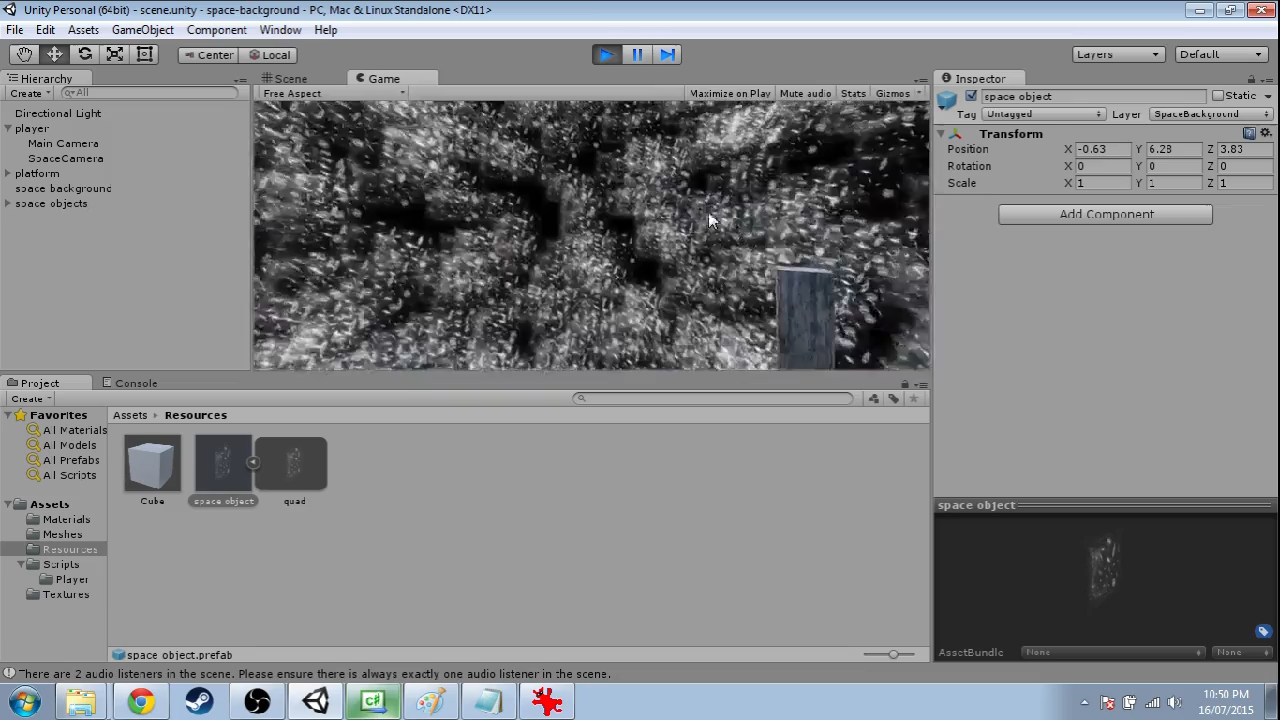 Unity Personal (64bit) - scene.unity - space-background - PC, Mac & Linux Standalone <DX11>
File Edit Assets GameObject Component Window Help
Center Local Layers Default
Hierarchy Scene Game Inspector
Create All Free Aspect Maximize on Play Mute audio Stats Gizmos space object Static
Tag Untagged Layer SpaceBackground
Directional Light
player Transform
Main Camera Position X -0.63 Y 6.28 Z 3.83
SpaceCamera Rotation X 0 Y 0 Z 0
platform Scale X 1 Y 1 Z 1
space background
space objects
Add Component
Project Console
Create
Favorites Assets Resources
All Materials
All Models
All Prefabs
All Scripts
Cube space object quad
Assets space object
Materials
Meshes
Resources
Scripts
Player
Textures
space object.prefab AssetBundle None None
There are 2 audio listeners in the scene. Please ensure there is always exactly one audio listener in the scene.
C#
10:50 PM
16/07/2015